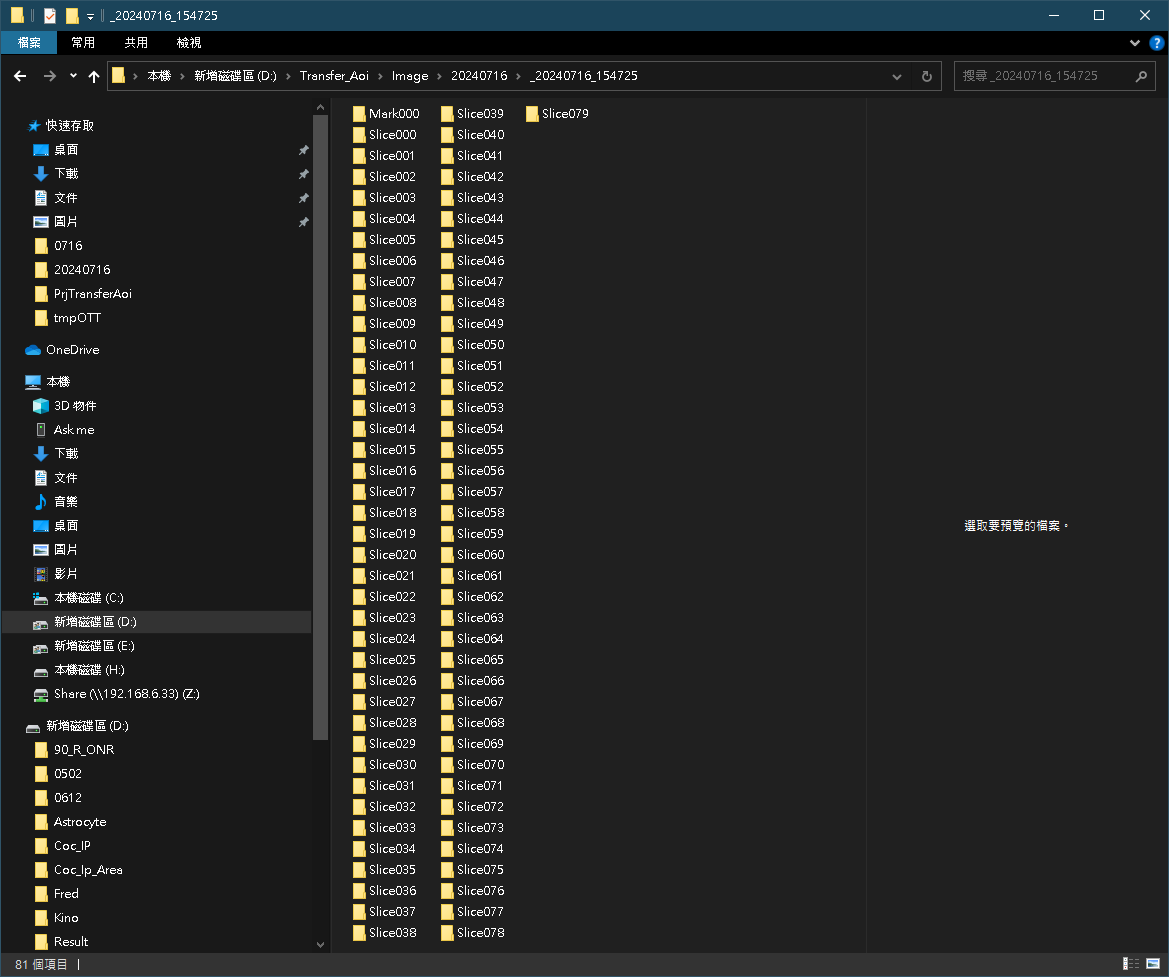 _20240716_154725
檔案 常用 共用 檢視
本機 › 新增磁碟區 (D:) › Transfer_Aoi › Image › 20240716 › _20240716_154725
搜尋 _20240716_154725
快速存取
桌面
下載
文件
圖片
0716
20240716
PrjTransferAoi
tmpOTT
OneDrive
本機
3D 物件
Ask me
下載
文件
音樂
桌面
圖片
影片
本機磁碟 (C:)
新增磁碟區 (D:)
新增磁碟區 (E:)
本機磁碟 (H:)
Share (\\192.168.6.33) (Z:)
新增磁碟區 (D:)
90_R_ONR
0502
0612
Astrocyte
Coc_IP
Coc_Ip_Area
Fred
Kino
Result
Mark000
Slice000
Slice001
Slice002
Slice003
Slice004
Slice005
Slice006
Slice007
Slice008
Slice009
Slice010
Slice011
Slice012
Slice013
Slice014
Slice015
Slice016
Slice017
Slice018
Slice019
Slice020
Slice021
Slice022
Slice023
Slice024
Slice025
Slice026
Slice027
Slice028
Slice029
Slice030
Slice031
Slice032
Slice033
Slice034
Slice035
Slice036
Slice037
Slice038
Slice039
Slice040
Slice041
Slice042
Slice043
Slice044
Slice045
Slice046
Slice047
Slice048
Slice049
Slice050
Slice051
Slice052
Slice053
Slice054
Slice055
Slice056
Slice057
Slice058
Slice059
Slice060
Slice061
Slice062
Slice063
Slice064
Slice065
Slice066
Slice067
Slice068
Slice069
Slice070
Slice071
Slice072
Slice073
Slice074
Slice075
Slice076
Slice077
Slice078
Slice079
選取要預覽的檔案。
81 個項目